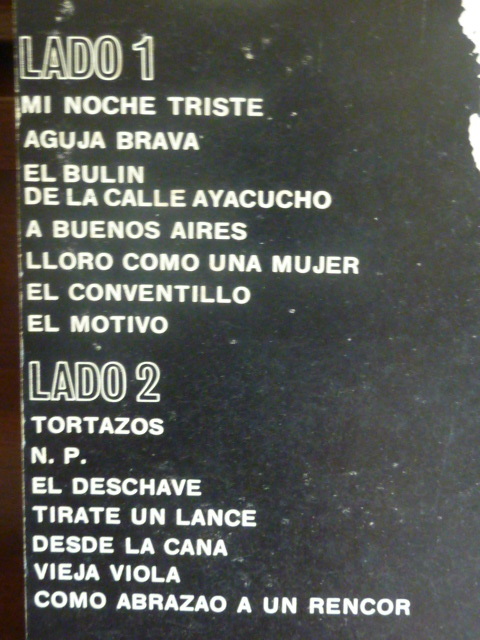 LADO 1
MI NOCHE TRISTE
AGUJA BRAVA
EL BULIN
DE LA CALLE AYACUCHO
A BUENOS AIRES
LLORO COMO UNA MUJER
EL CONVENTILLO
EL MOTIVO
LADO 2
TORTAZOS
N. P.
EL DESCHAVE
TIRATE UN LANCE
DESDE LA CANA
VIEJA VIOLA
COMO ABRAZAO A UN RENCOR